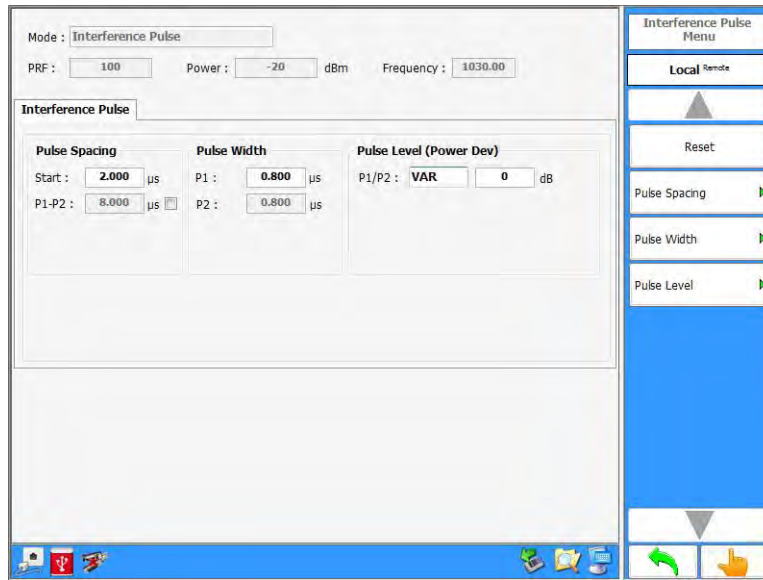 Mode : Interference Pulse
PRF : 100 Power : -20 dBm Frequency : 1030.00
Interference Pulse
Pulse Spacing Pulse Width Pulse Level (Power Dev)
Start : 2.000 µs P1 : 0.800 µs P1/P2 : VAR 0 dB
P1-P2 : 8.000 µs P2 : 0.800 µs
Interference Pulse
Menu
Local Remote
Reset
Pulse Spacing
Pulse Width
Pulse Level